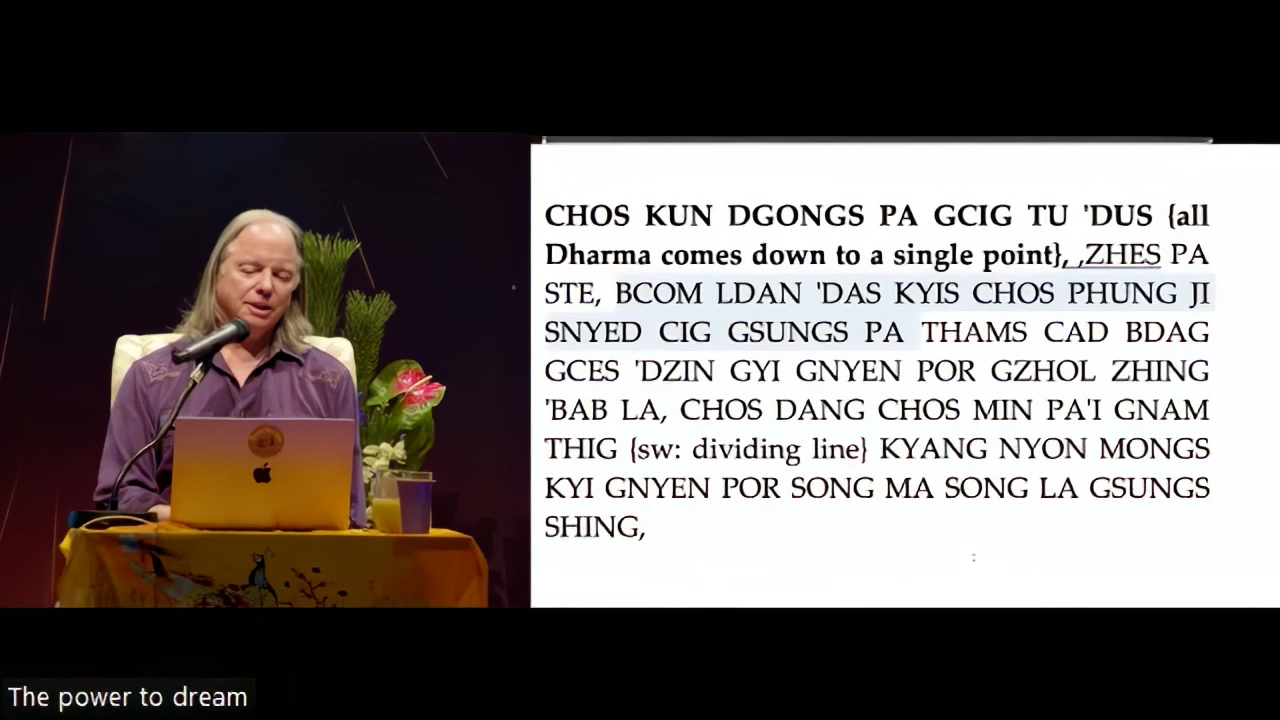 CHOS KUN DGONGS PA GCIG TU 'DUS {all
Dharma comes down to a single point}, ,ZHES PA
STE, BCOM LDAN 'DAS KYIS CHOS PHUNG JI
SNYED CIG GSUNGS PA THAMS CAD BDAG
GCES 'DZIN GYI GNYEN POR GZHOL ZHING
'BAB LA, CHOS DANG CHOS MIN PA'I GNAM
THIG {sw: dividing line} KYANG NYON MONGS
KYI GNYEN POR SONG MA SONG LA GSUNGS
SHING,
The power to dream